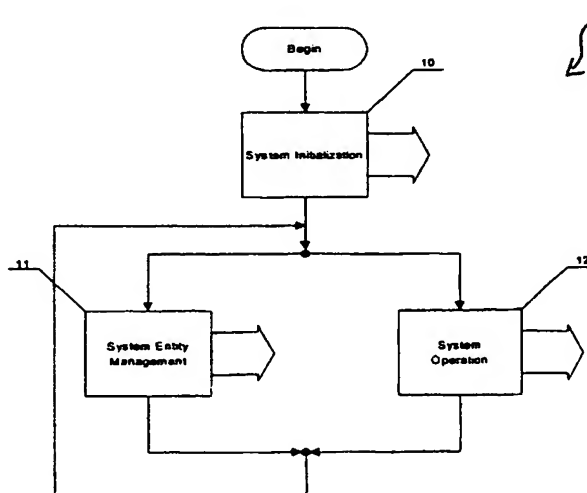 Begin
10
System Initialization
11
12
System Entity
Management
System
Operation